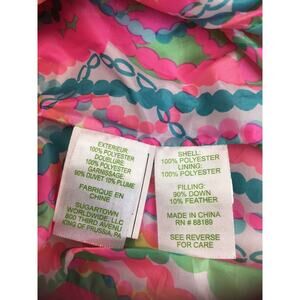 EXTERIEUR:
100% POLYESTER
DOUBLURE:
100% POLYESTER
GARNISSAGE:
90% DUVET 10% PLUME
FABRIQUE EN
CHINE
SUGARTOWN
WORLDWIDE, LLC
800 THIRD AVENU
KING OF PRUSSIA, PA
SHELL:
100% POLYESTER
LINING:
100% POLYESTER
FILLING:
90% DOWN
10% FEATHER
MADE IN CHINA
RN # 88189
SEE REVERSE
FOR CARE